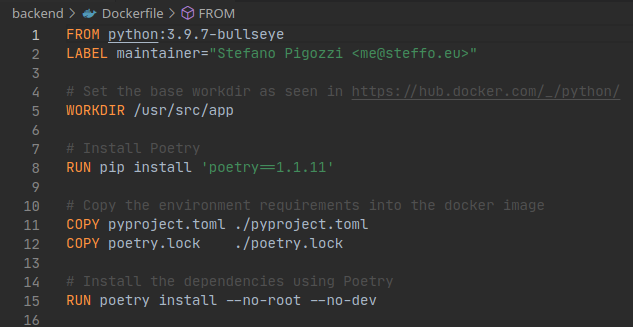 backend > Dockerfile > FROM
1 FROM python:3.9.7-bullseye
2 LABEL maintainer="Stefano Pigozzi <me@steffo.eu>"
3
4 # Set the base workdir as seen in https://hub.docker.com/_/python/
5 WORKDIR /usr/src/app
6
7 # Install Poetry
8 RUN pip install 'poetry==1.1.11'
9
10 # Copy the environment requirements into the docker image
11 COPY pyproject.toml ./pyproject.toml
12 COPY poetry.lock    ./poetry.lock
13
14 # Install the dependencies using Poetry
15 RUN poetry install --no-root --no-dev
16